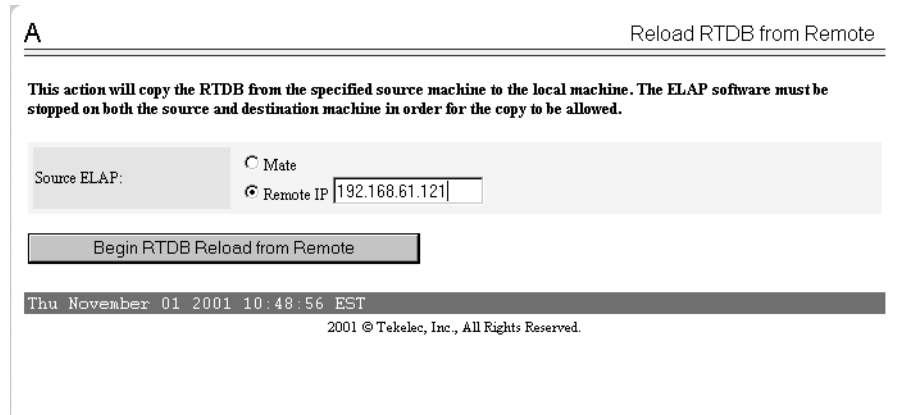 A
Reload RTDB from Remote
This action will copy the RTDB from the specified source machine to the local machine. The ELAP software must be
stopped on both the source and destination machine in order for the copy to be allowed.
Source ELAP:
Mate
Remote IP 192.168.61.121
Begin RTDB Reload from Remote
Thu November 01 2001 10:48:56 EST
2001 © Tekelec, Inc., All Rights Reserved.